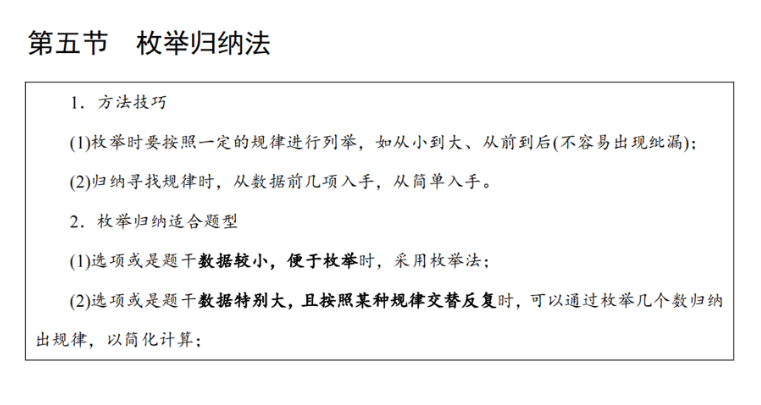 第五节 枚举归纳法
1．方法技巧
(1)枚举时要按照一定的规律进行列举，如从小到大、从前到后(不容易出现纰漏)；
(2)归纳寻找规律时，从数据前几项入手，从简单入手。
2．枚举归纳适合题型
(1)选项或是题干数据较小，便于枚举时，采用枚举法；
(2)选项或是题干数据特别大，且按照某种规律交替反复时，可以通过枚举几个数归纳
出规律，以简化计算；